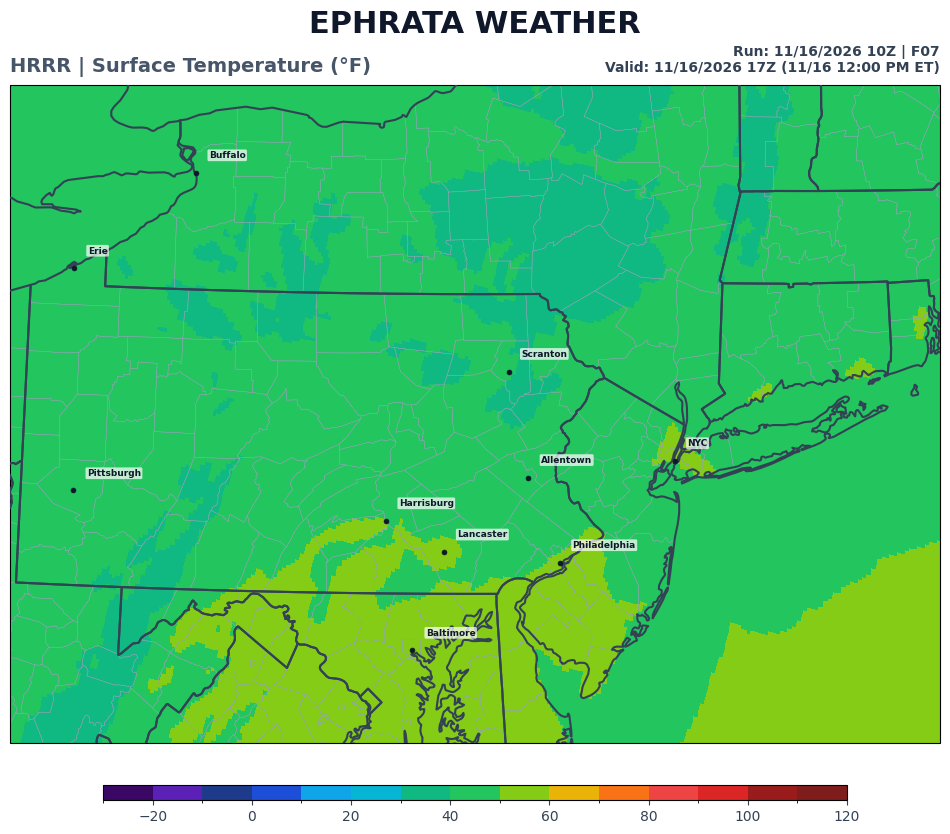 EPHRATA WEATHER
HRRR | Surface Temperature (°F)
Run: 11/16/2026 10Z | F07
Valid: 11/16/2026 17Z (11/16 12:00 PM ET)
Buffalo
Erie
Scranton
NYC
Allentown
Pittsburgh
Harrisburg
Lancaster
Philadelphia
Baltimore
−20 0 20 40 60 80 100 120